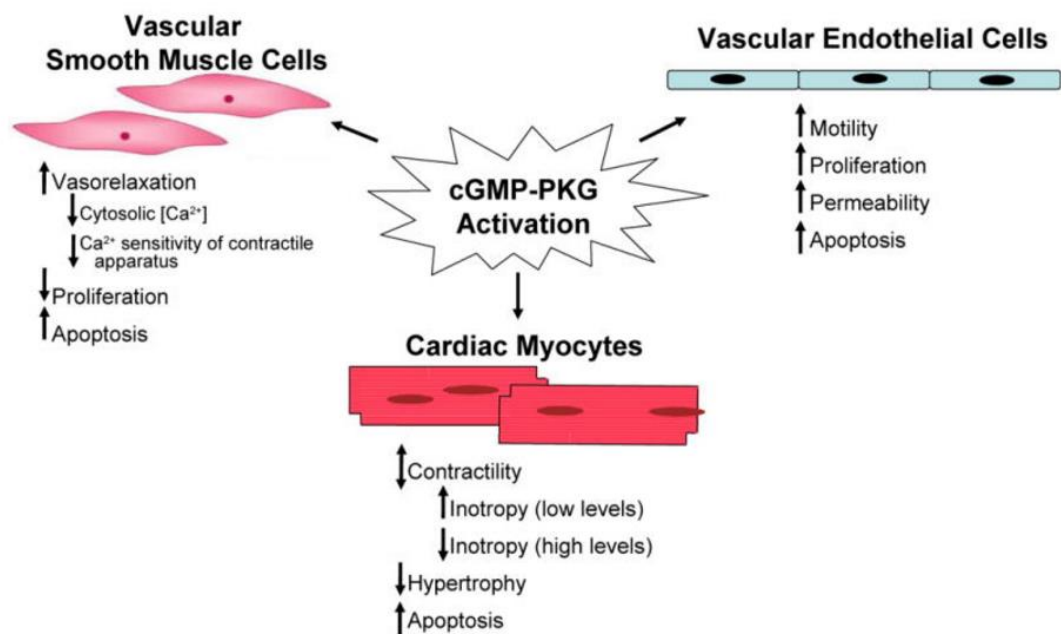 Vascular
Smooth Muscle Cells
↑Vasorelaxation
↓Cytosolic [Ca²⁺]
↓Ca²⁺ sensitivity of contractile
apparatus
↓Proliferation
↑Apoptosis
Vascular Endothelial Cells
↑Motility
↑Proliferation
↑Permeability
↑Apoptosis
cGMP-PKG
Activation
Cardiac Myocytes
↕Contractility
↑Inotropy (low levels)
↓Inotropy (high levels)
↓Hypertrophy
↑Apoptosis